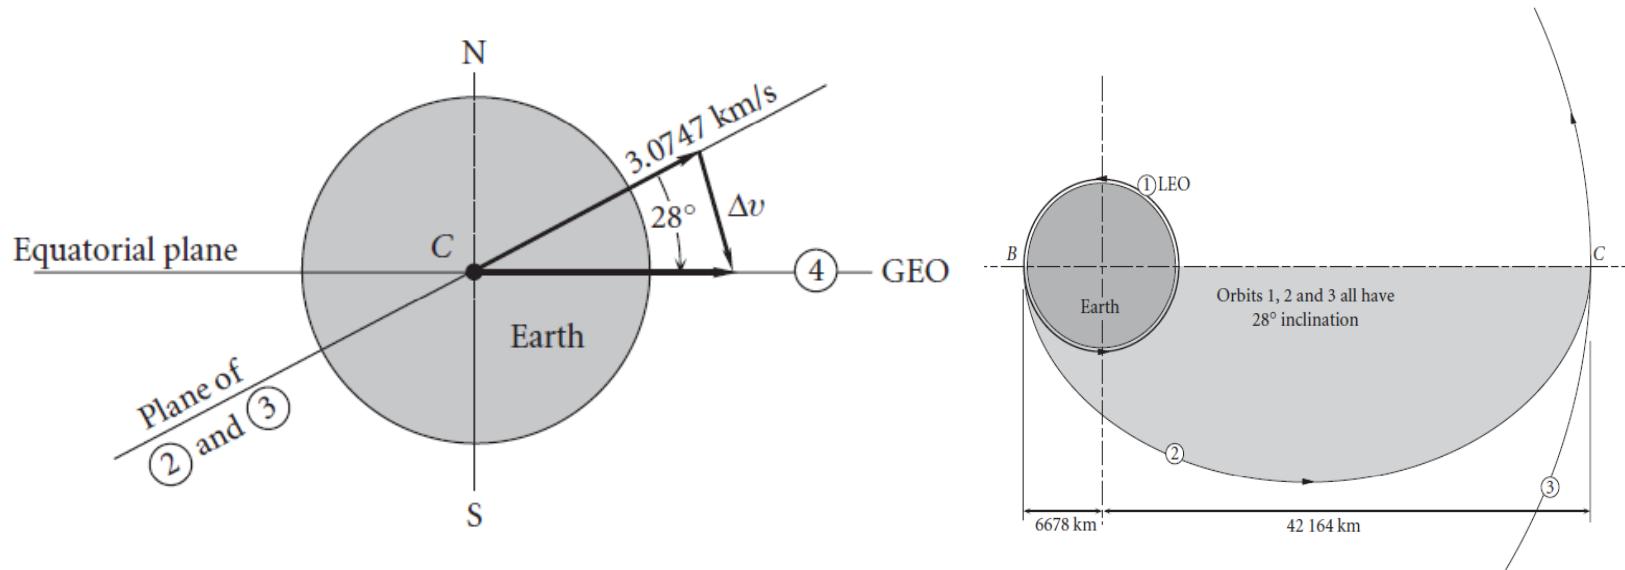 N
3.0747 km/s
28°
Δυ
Equatorial plane
C
4
GEO
Earth
Plane of
2 and 3
S
1 LEO
B
C
Orbits 1, 2 and 3 all have
28° inclination
Earth
2
3
6678 km
42 164 km